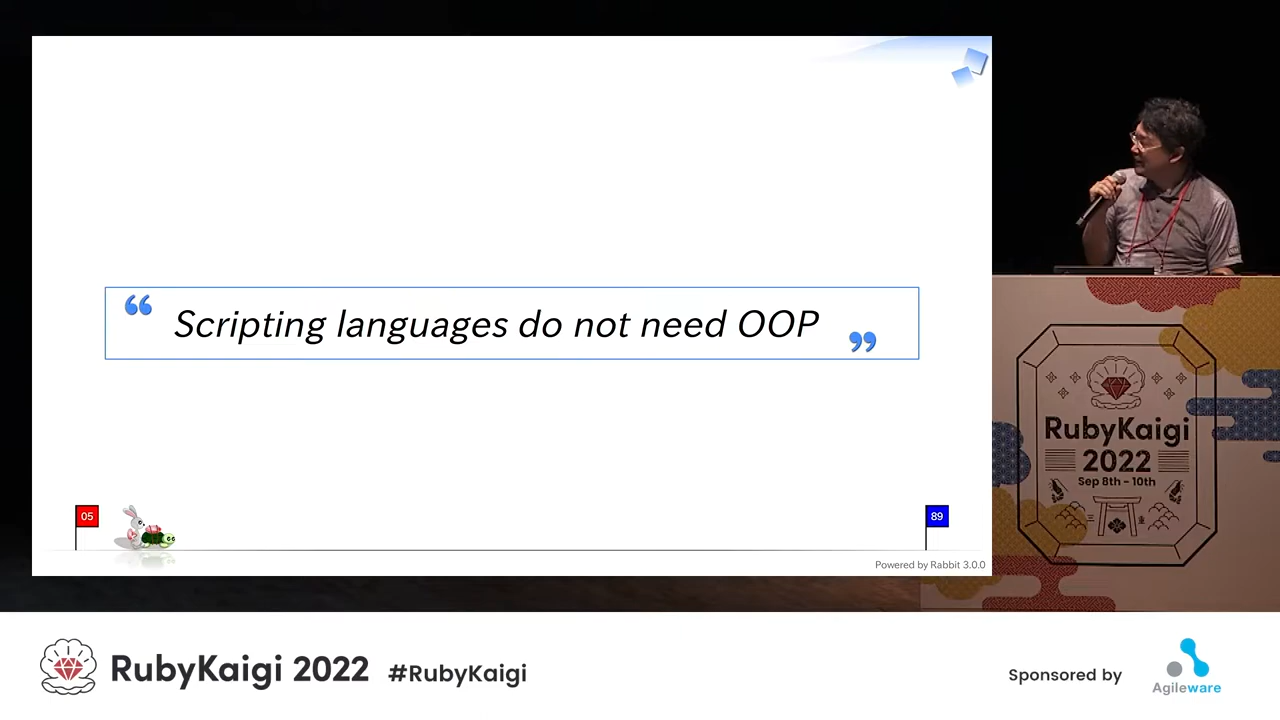 “ Scripting languages do not need OOP ”
05
89
Powered by Rabbit 3.0.0
RubyKaigi
2022
Sep 8th - 10th
RubyKaigi 2022 #RubyKaigi
Sponsored by
Agileware